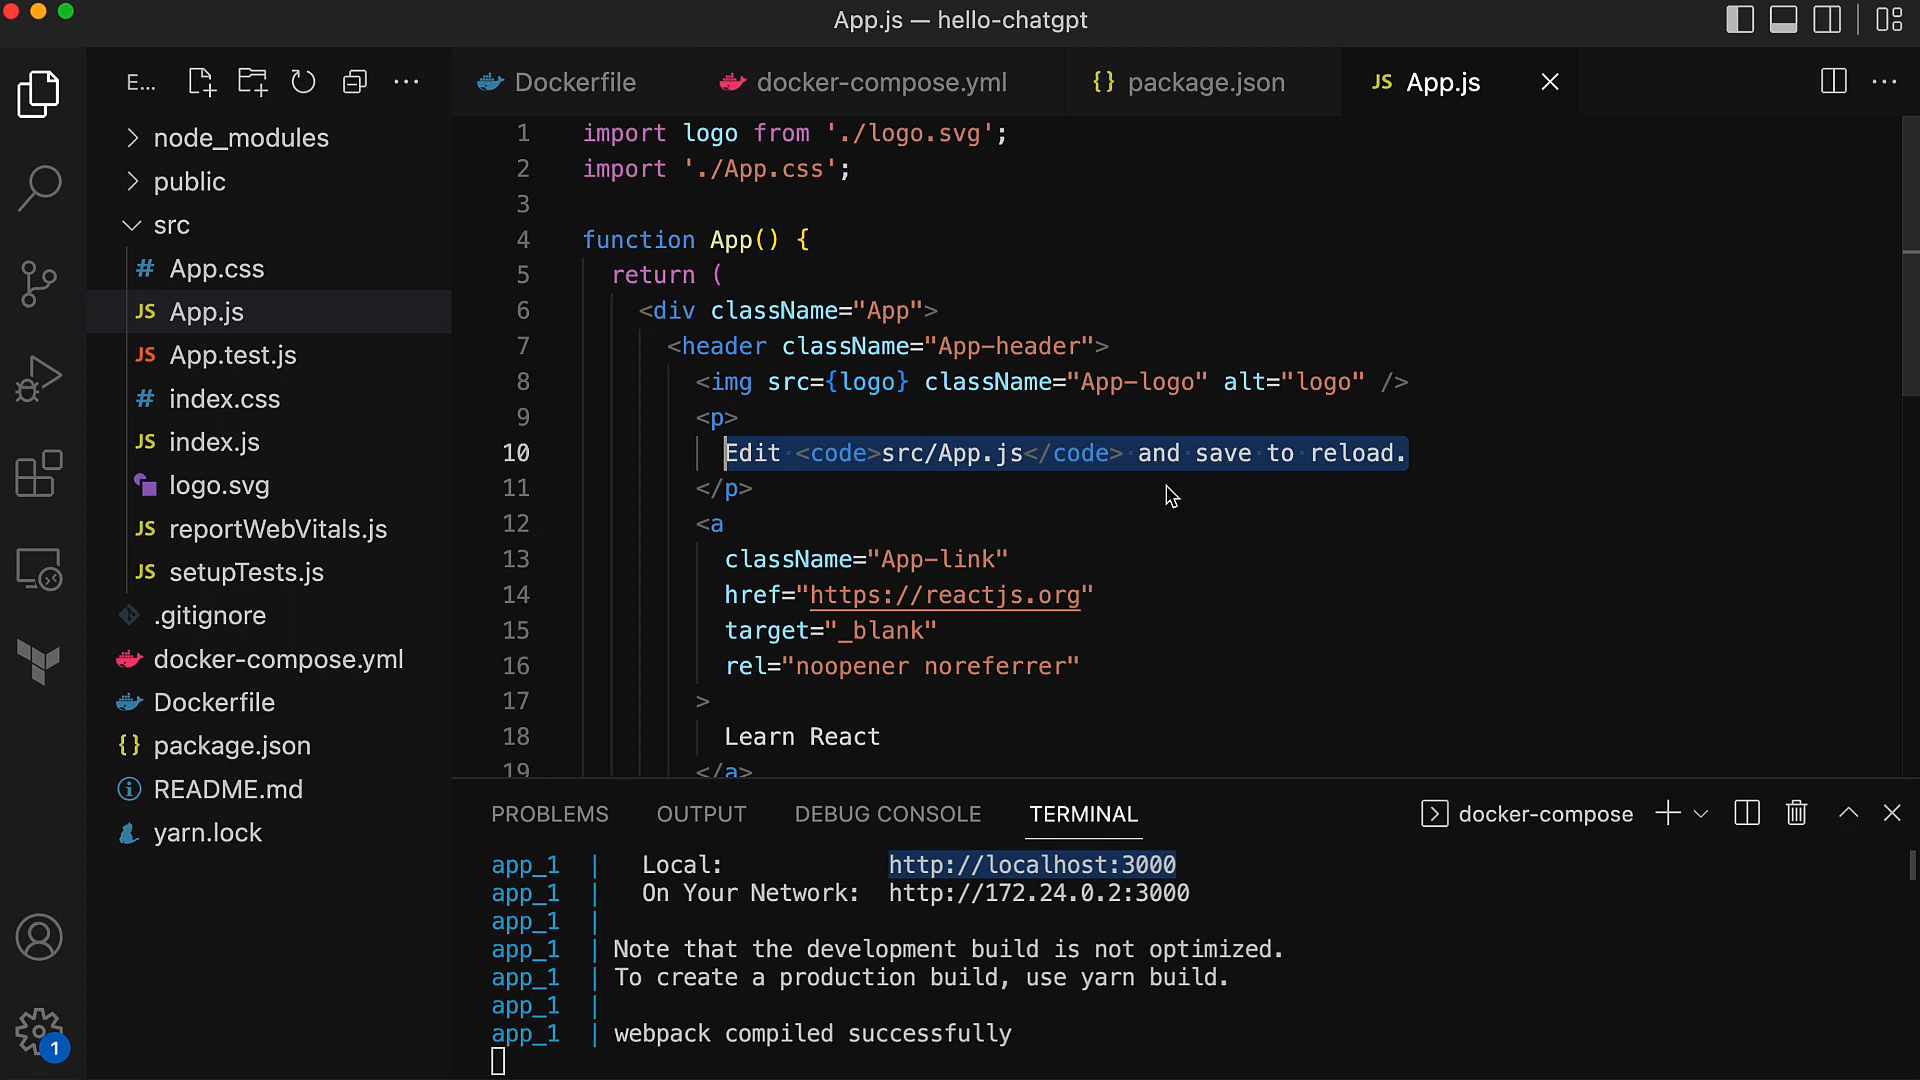 App.js — hello-chatgpt
E...
Dockerfile
docker-compose.yml
{} package.json
JS App.js
node_modules
public
src
# App.css
JS App.js
JS App.test.js
# index.css
JS index.js
logo.svg
JS reportWebVitals.js
JS setupTests.js
.gitignore
docker-compose.yml
Dockerfile
{} package.json
README.md
yarn.lock
1
1 import logo from './logo.svg';
2 import './App.css';
3
4 function App() {
5 return (
6 <div className="App">
7 <header className="App-header">
8 <img src={logo} className="App-logo" alt="logo" />
9 <p>
10 Edit <code>src/App.js</code> and save to reload.
11 </p>
12 <a
13 className="App-link"
14 href="https://reactjs.org"
15 target="_blank"
16 rel="noopener noreferrer"
17 >
18 Learn React
19 </a>
PROBLEMS OUTPUT DEBUG CONSOLE TERMINAL
docker-compose
app_1 | Local: http://localhost:3000
app_1 | On Your Network: http://172.24.0.2:3000
app_1 |
app_1 | Note that the development build is not optimized.
app_1 | To create a production build, use yarn build.
app_1 |
app_1 | webpack compiled successfully